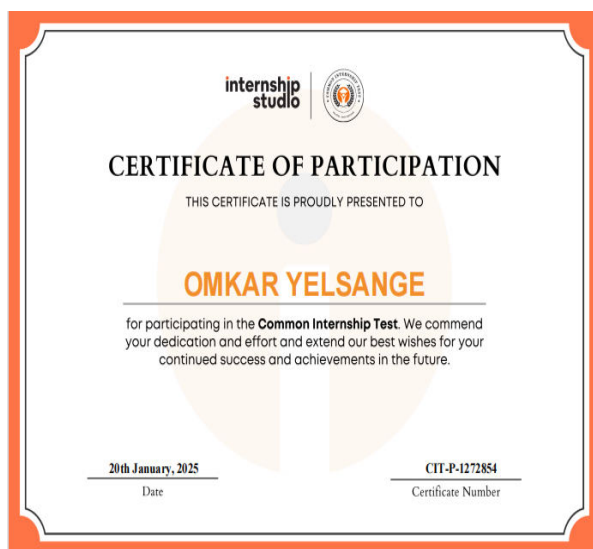 internship
studio
CERTIFICATE OF PARTICIPATION
THIS CERTIFICATE IS PROUDLY PRESENTED TO
OMKAR YELSANGE
for participating in the Common Internship Test. We commend
your dedication and effort and extend our best wishes for your
continued success and achievements in the future.
20th January, 2025
Date
CIT-P-1272854
Certificate Number